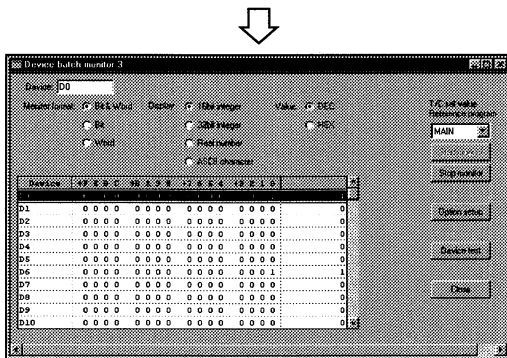 Device batch monitor 3
Device: D0
Monitor format: Bit & Word Display: 16bit integer Value: DEC
Bit 32bit integer HEX
Word Real number
ASCII character
T/C set value
Reference program
MAIN
Stop monitor
Option setup
Device test
Close
Device +F E D C +B A 9 8 +7 6 5 4 +3 2 1 0
D1 0 0 0 0 0 0 0 0 0 0 0 0 0 0 0 0 0
D2 0 0 0 0 0 0 0 0 0 0 0 0 0 0 0 0 0
D3 0 0 0 0 0 0 0 0 0 0 0 0 0 0 0 0 0
D4 0 0 0 0 0 0 0 0 0 0 0 0 0 0 0 0 0
D5 0 0 0 0 0 0 0 0 0 0 0 0 0 0 0 0 0
D6 0 0 0 0 0 0 0 0 0 0 0 0 0 0 0 1 1
D7 0 0 0 0 0 0 0 0 0 0 0 0 0 0 0 0 0
D8 0 0 0 0 0 0 0 0 0 0 0 0 0 0 0 0 0
D9 0 0 0 0 0 0 0 0 0 0 0 0 0 0 0 0 0
D10 0 0 0 0 0 0 0 0 0 0 0 0 0 0 0 0 0